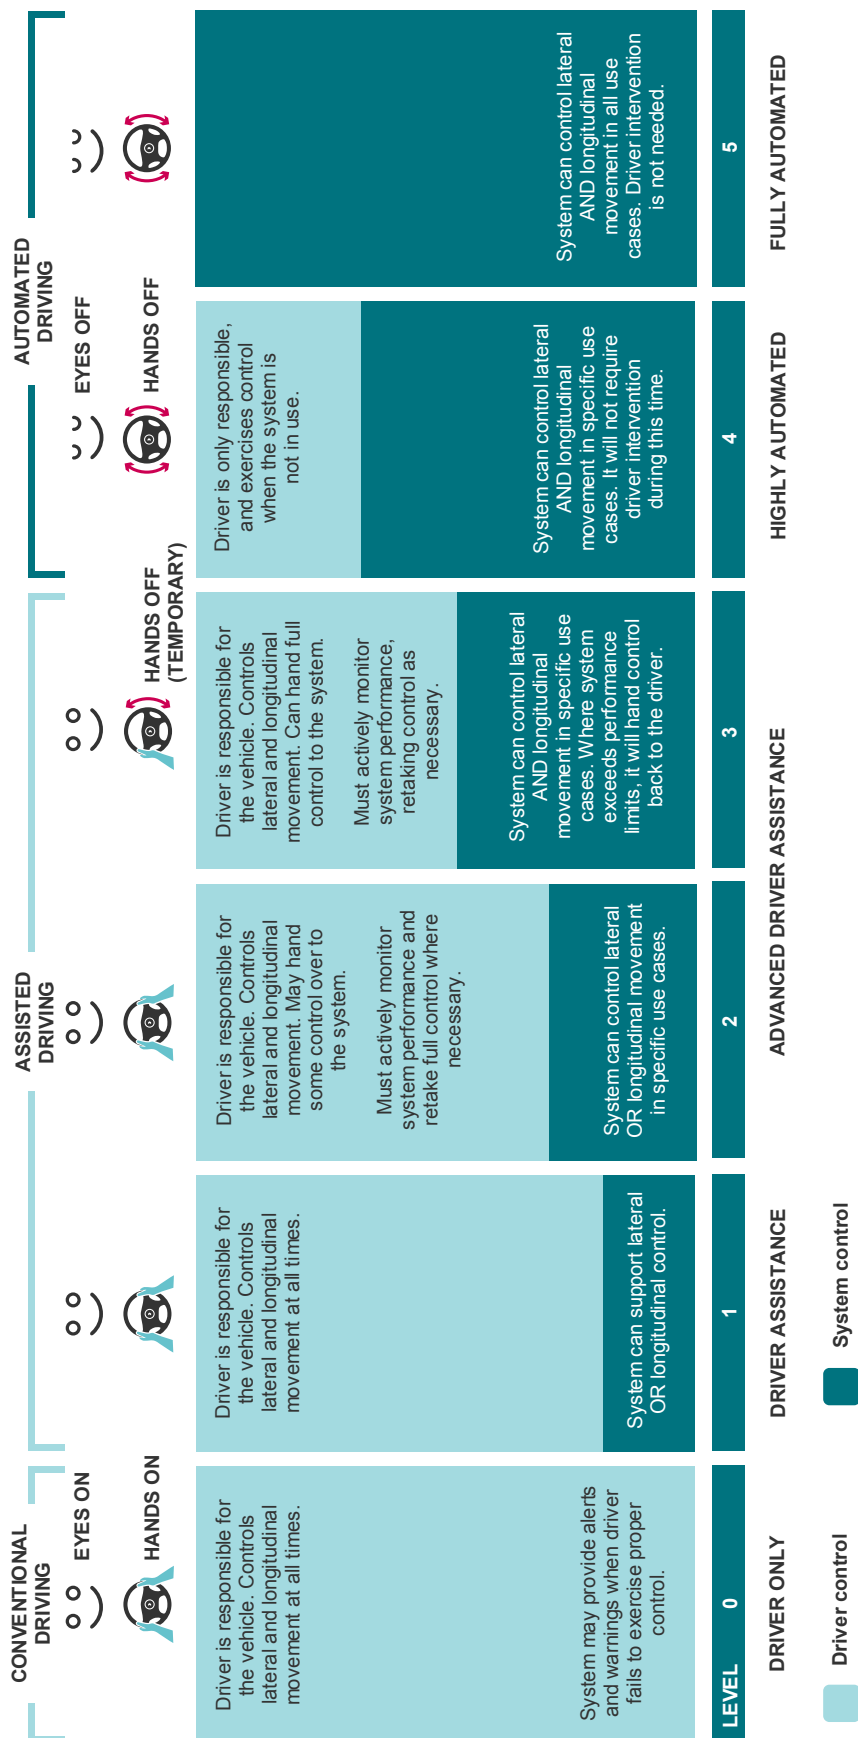 CONVENTIONAL
DRIVING
ASSISTED
DRIVING
AUTOMATED
DRIVING
EYES ON
HANDS ON
HANDS OFF
(TEMPORARY)
EYES OFF
HANDS OFF
Driver is responsible for
the vehicle. Controls
lateral and longitudinal
movement at all times.
System may provide alerts
and warnings when driver
fails to exercise proper
control.
Driver is responsible for
the vehicle. Controls
lateral and longitudinal
movement at all times.
System can support lateral
OR longitudinal control.
Driver is responsible for
the vehicle. Controls
lateral and longitudinal
movement. May hand
some control over to
the system.
Must actively monitor
system performance and
retake full control where
necessary.
System can control lateral
OR longitudinal movement
in specific use cases.
Driver is responsible for
the vehicle. Controls
lateral and longitudinal
movement. Can hand full
control to the system.
Must actively monitor
system performance,
retaking control as
necessary.
System can control lateral
AND longitudinal
movement in specific use
cases. Where system
exceeds performance
limits, it will hand control
back to the driver.
Driver is only responsible,
and exercises control
when the system is
not in use.
System can control lateral
AND longitudinal
movement in specific use
cases. It will not require
driver intervention
during this time.
System can control lateral
AND longitudinal
movement in all use
cases. Driver intervention
is not needed.
LEVEL 0 1 2 3 4 5
DRIVER ONLY
DRIVER ASSISTANCE
ADVANCED DRIVER ASSISTANCE
HIGHLY AUTOMATED
FULLY AUTOMATED
Driver control
System control